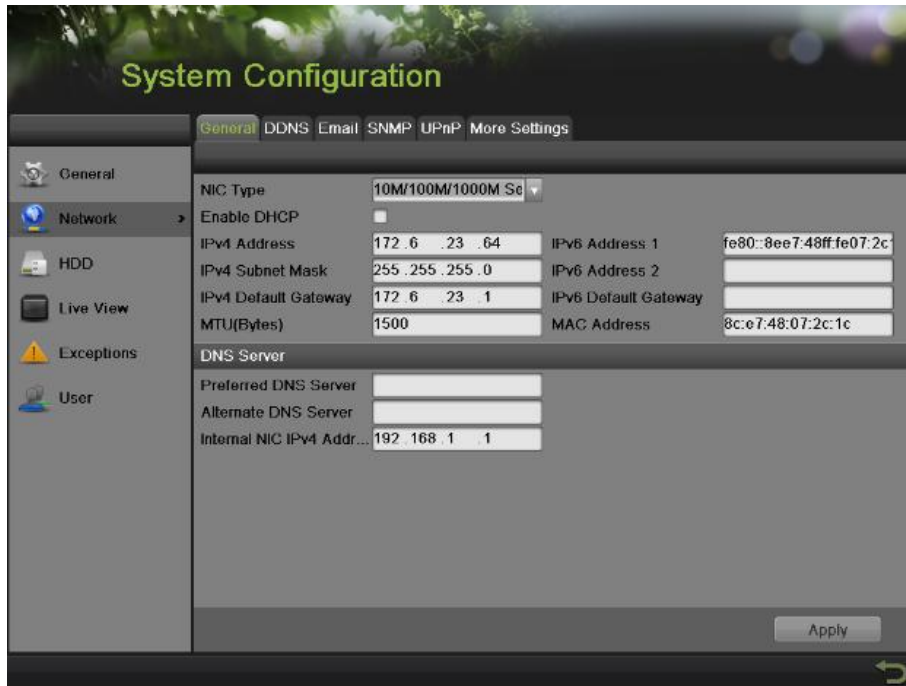 System Configuration
General DDNS Email SNMP UPnP More Settings
General
Network
HDD
Live View
Exceptions
User
NIC Type 10M/100M/1000M Se
Enable DHCP
IPv4 Address 172 .6 .23 .64 IPv6 Address 1 fe80::8ee7:48ff:fe07:2c1
IPv4 Subnet Mask 255 .255 .255 .0 IPv6 Address 2
IPv4 Default Gateway 172 .6 .23 .1 IPv6 Default Gateway
MTU(Bytes) 1500 MAC Address 8c:e7:48:07:2c:1c
DNS Server
Preferred DNS Server
Alternate DNS Server
Internal NIC IPv4 Addr... 192 .168 .1 .1
Apply